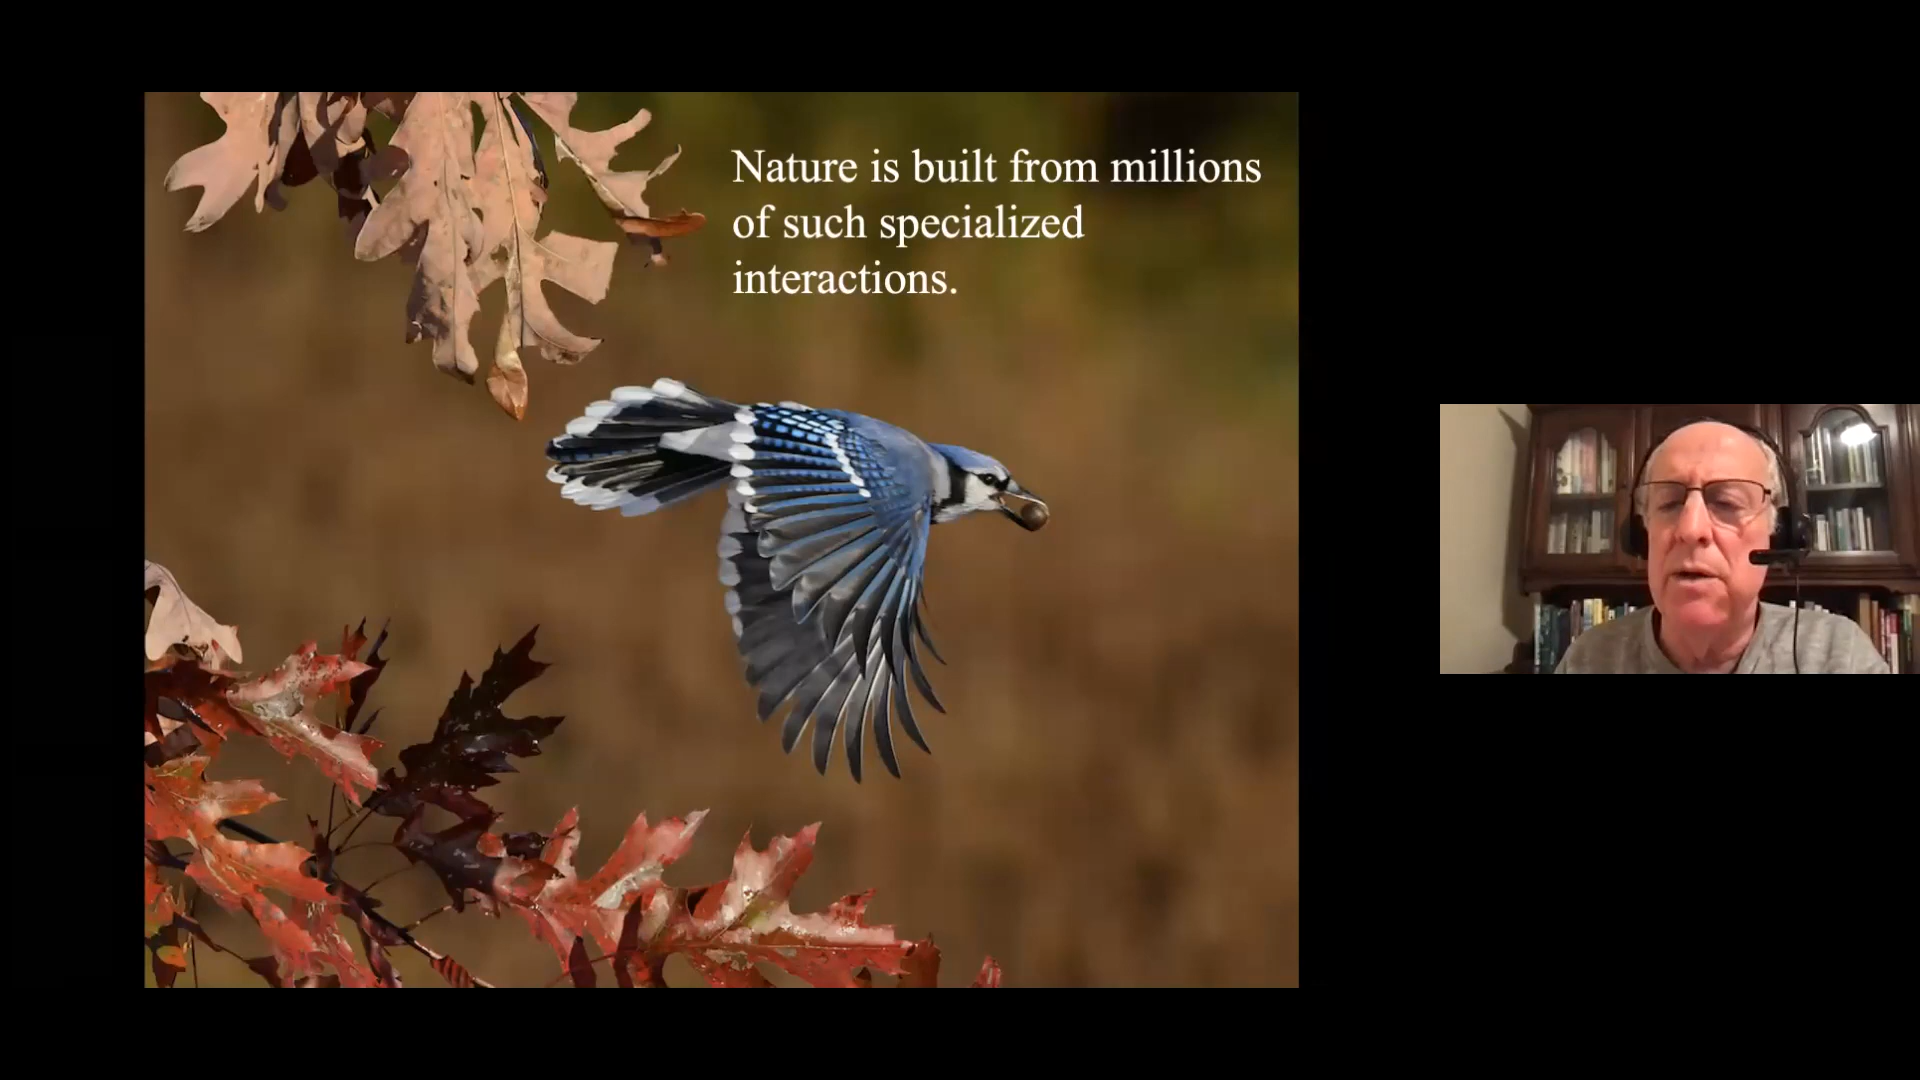 Nature is built from millions
of such specialized
interactions.